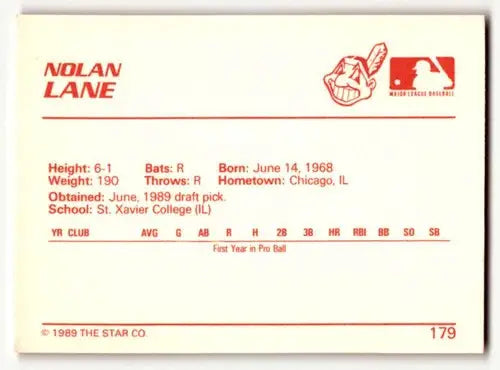 NOLAN
LANE
MAJOR LEAGUE BASEBALL
Height: 6-1 Bats: R Born: June 14, 1968
Weight: 190 Throws: R Hometown: Chicago, IL
Obtained: June, 1989 draft pick.
School: St. Xavier College (IL)
YR CLUB AVG G AB R H 2B 3B HR RBI BB SO SB
First Year in Pro Ball
© 1989 THE STAR CO. 179